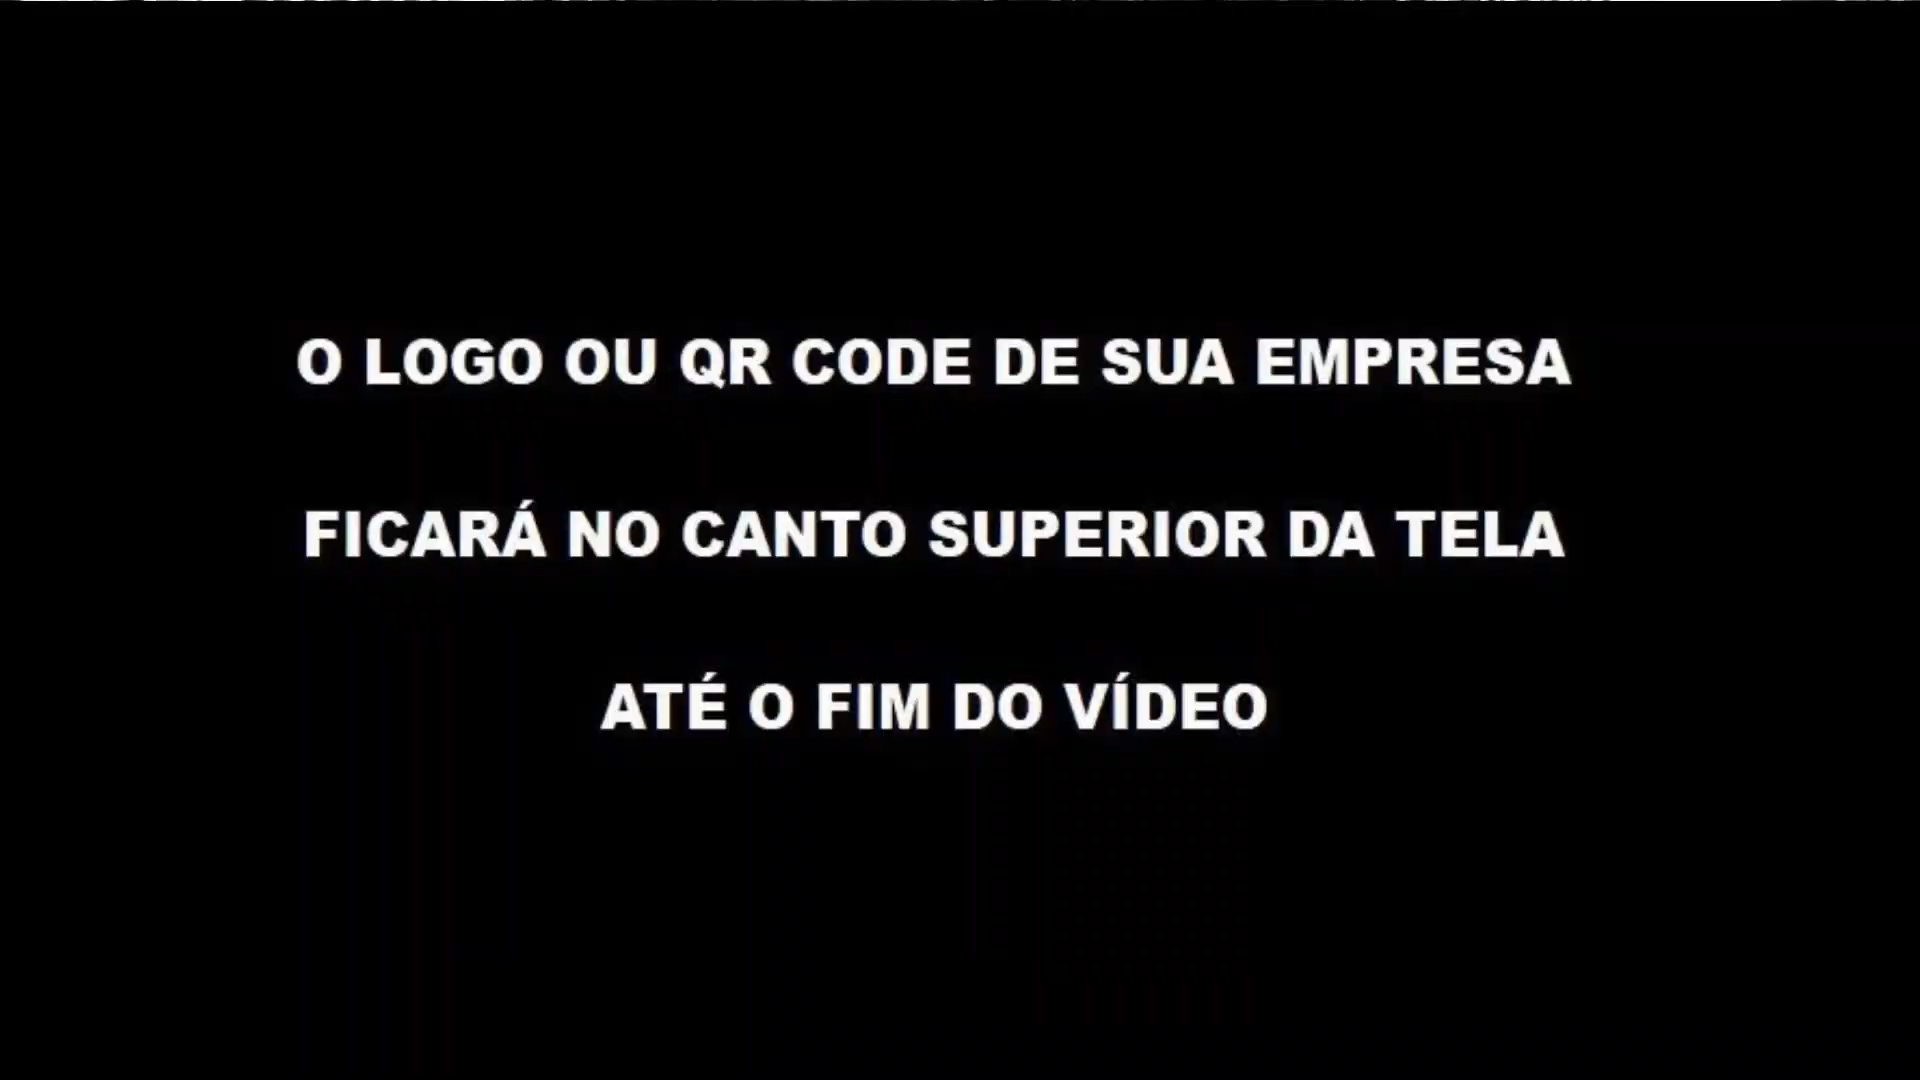 O LOGO OU QR CODE DE SUA EMPRESA
FICARÁ NO CANTO SUPERIOR DA TELA
ATÉ O FIM DO VÍDEO